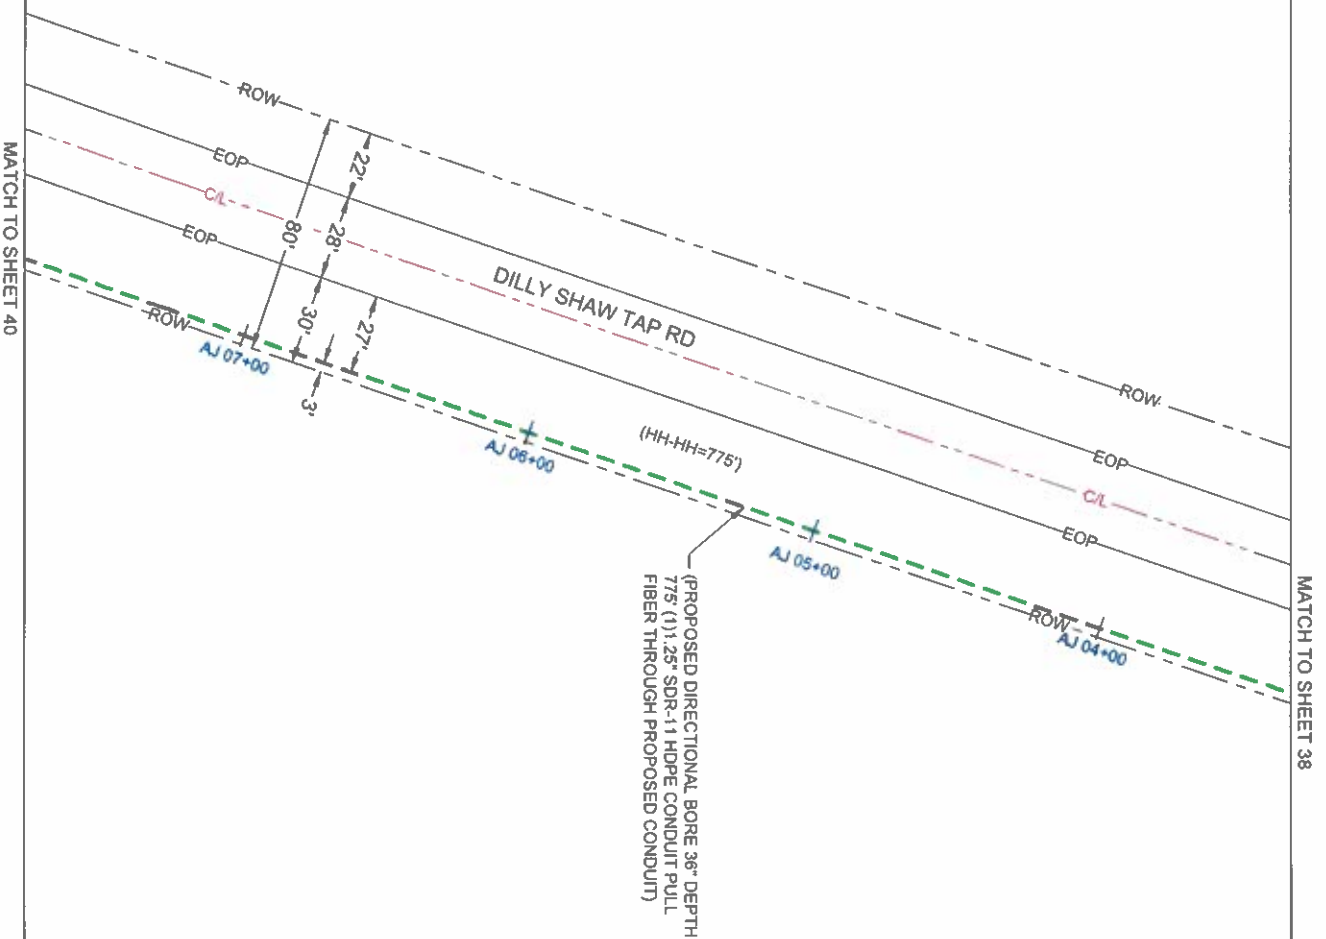 ROW
EOP
C/L
EOP
ROW
22'
28'
80'
30'
27'
3'
DILLY SHAW TAP RD
ROW
EOP
C/L
EOP
ROW
AJ 07+00
AJ 06+00
AJ 05+00
AJ 04+00
(HH-HH=775')
(PROPOSED DIRECTIONAL BORE 36" DEPTH
775' (1)1.25" SDR-11 HDPE CONDUIT PULL
FIBER THROUGH PROPOSED CONDUIT)
MATCH TO SHEET 40
MATCH TO SHEET 38